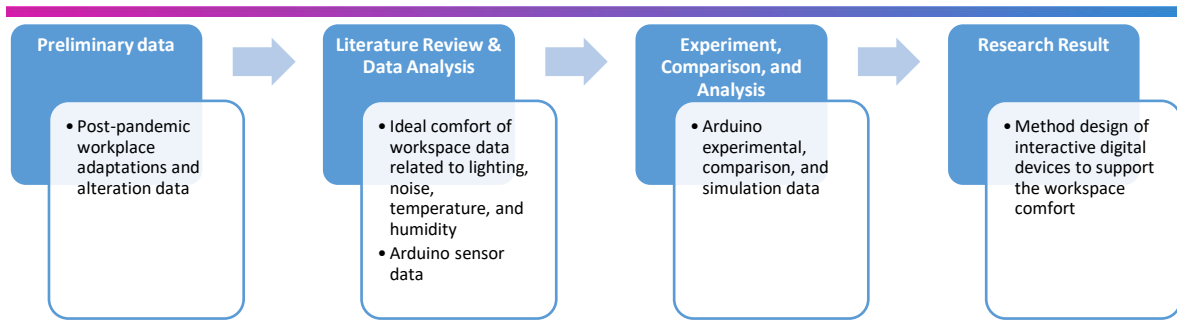 Preliminary data
• Post-pandemic
workplace
adaptations and
alteration data
Literature Review &
Data Analysis
• Ideal comfort of
workspace data
related to lighting,
noise,
temperature, and
humidity
• Arduino sensor
data
Experiment,
Comparison, and
Analysis
• Arduino
experimental,
comparison, and
simulation data
Research Result
• Method design of
interactive digital
devices to support
the workspace
comfort